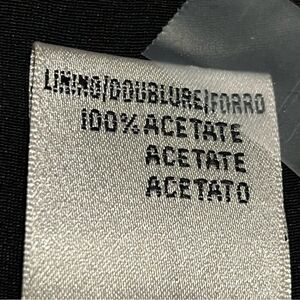 LINING/DOUBLURE/FORRO
100% ACETATE
ACETATE
ACETATO